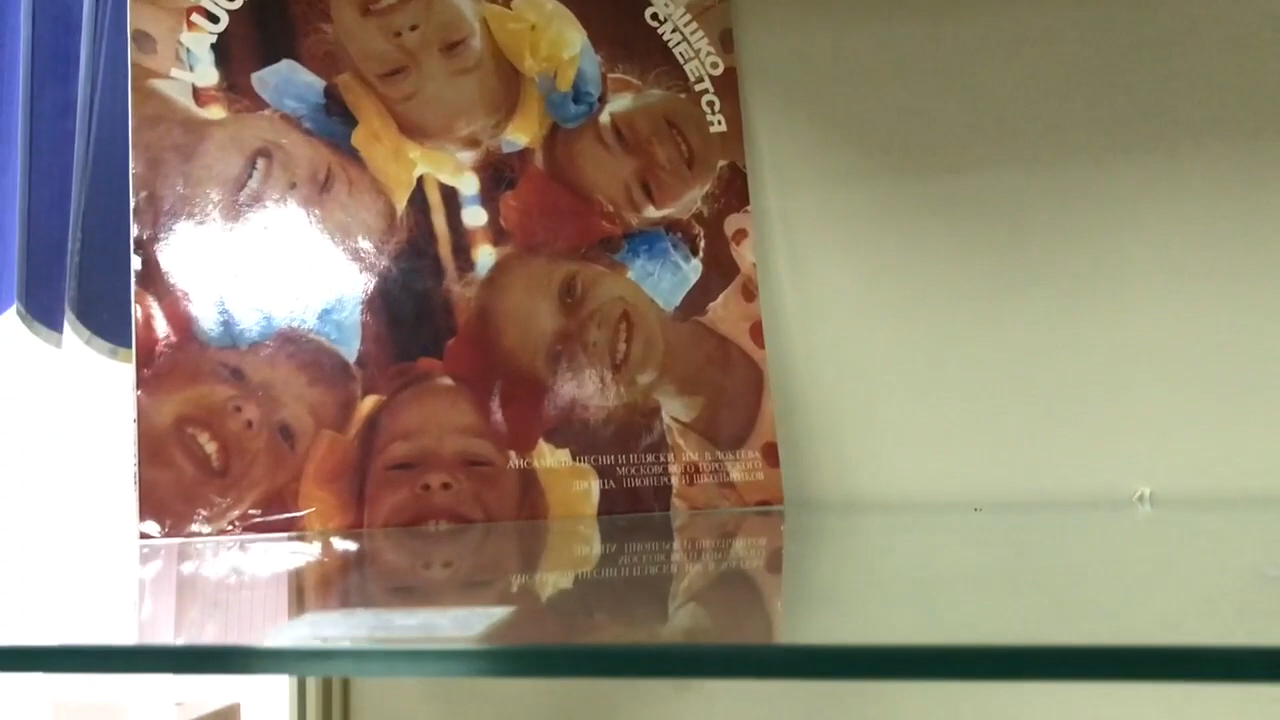 СМЕЕТСЯ
АНСАМБЛЬ ПЕСНИ И ПЛЯСКИ ИМ. В. ЛОКТЕВА
МОСКОВСКОГО ГОРОДСКОГО
ДВОРЦА ПИОНЕРОВ И ШКОЛЬНИКОВ